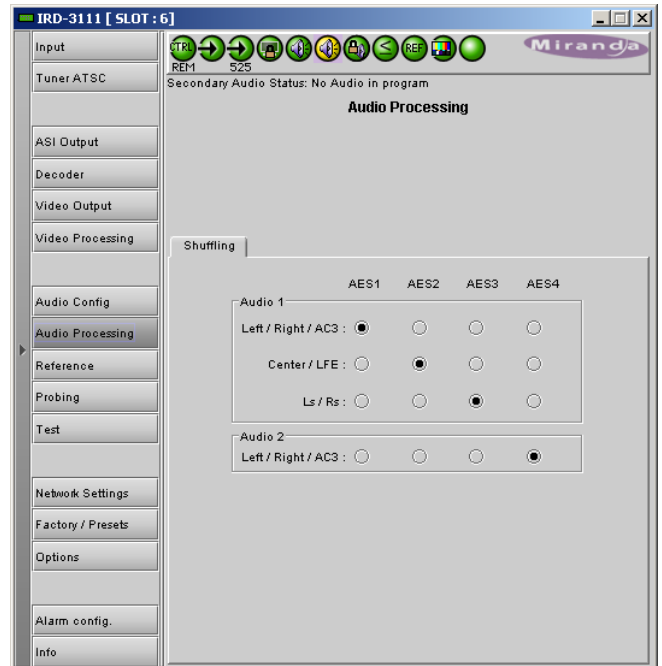 IRD-3111 [ SLOT : 6]
Input
Tuner ATSC
ASI Output
Decoder
Video Output
Video Processing
Audio Config
Audio Processing
Reference
Probing
Test
Network Settings
Factory / Presets
Options
Alarm config.
Info
CTRL
REF
Miranda
REM
525
Secondary Audio Status: No Audio in program
Audio Processing
Shuffling
AES1 AES2 AES3 AES4
Audio 1
Left / Right / AC3 :
Center / LFE :
Ls / Rs :
Audio 2
Left / Right / AC3 :